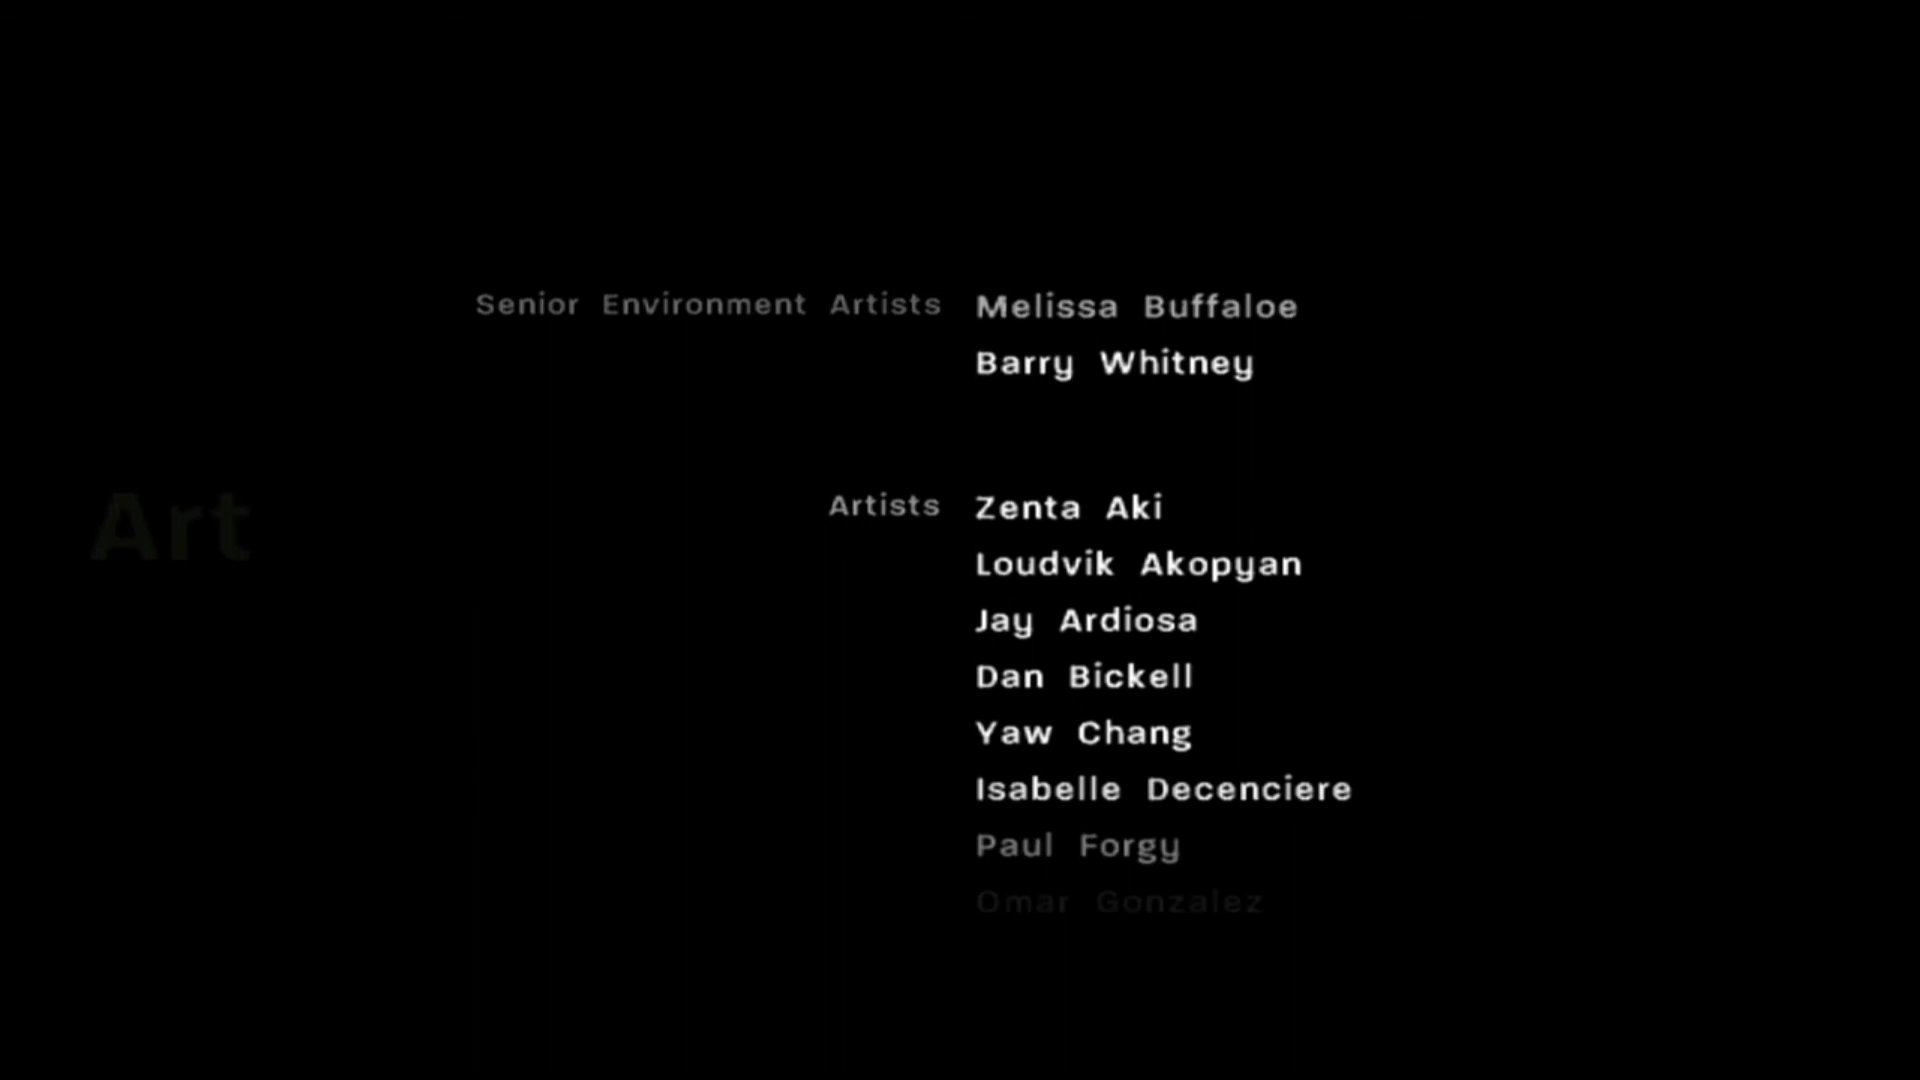 Senior Environment Artists Melissa Buffaloe
Barry Whitney
Art
Artists Zenta Aki
Loudvik Akopyan
Jay Ardiosa
Dan Bickell
Yaw Chang
Isabelle Decenciere
Paul Forgy
Omar Gonzalez